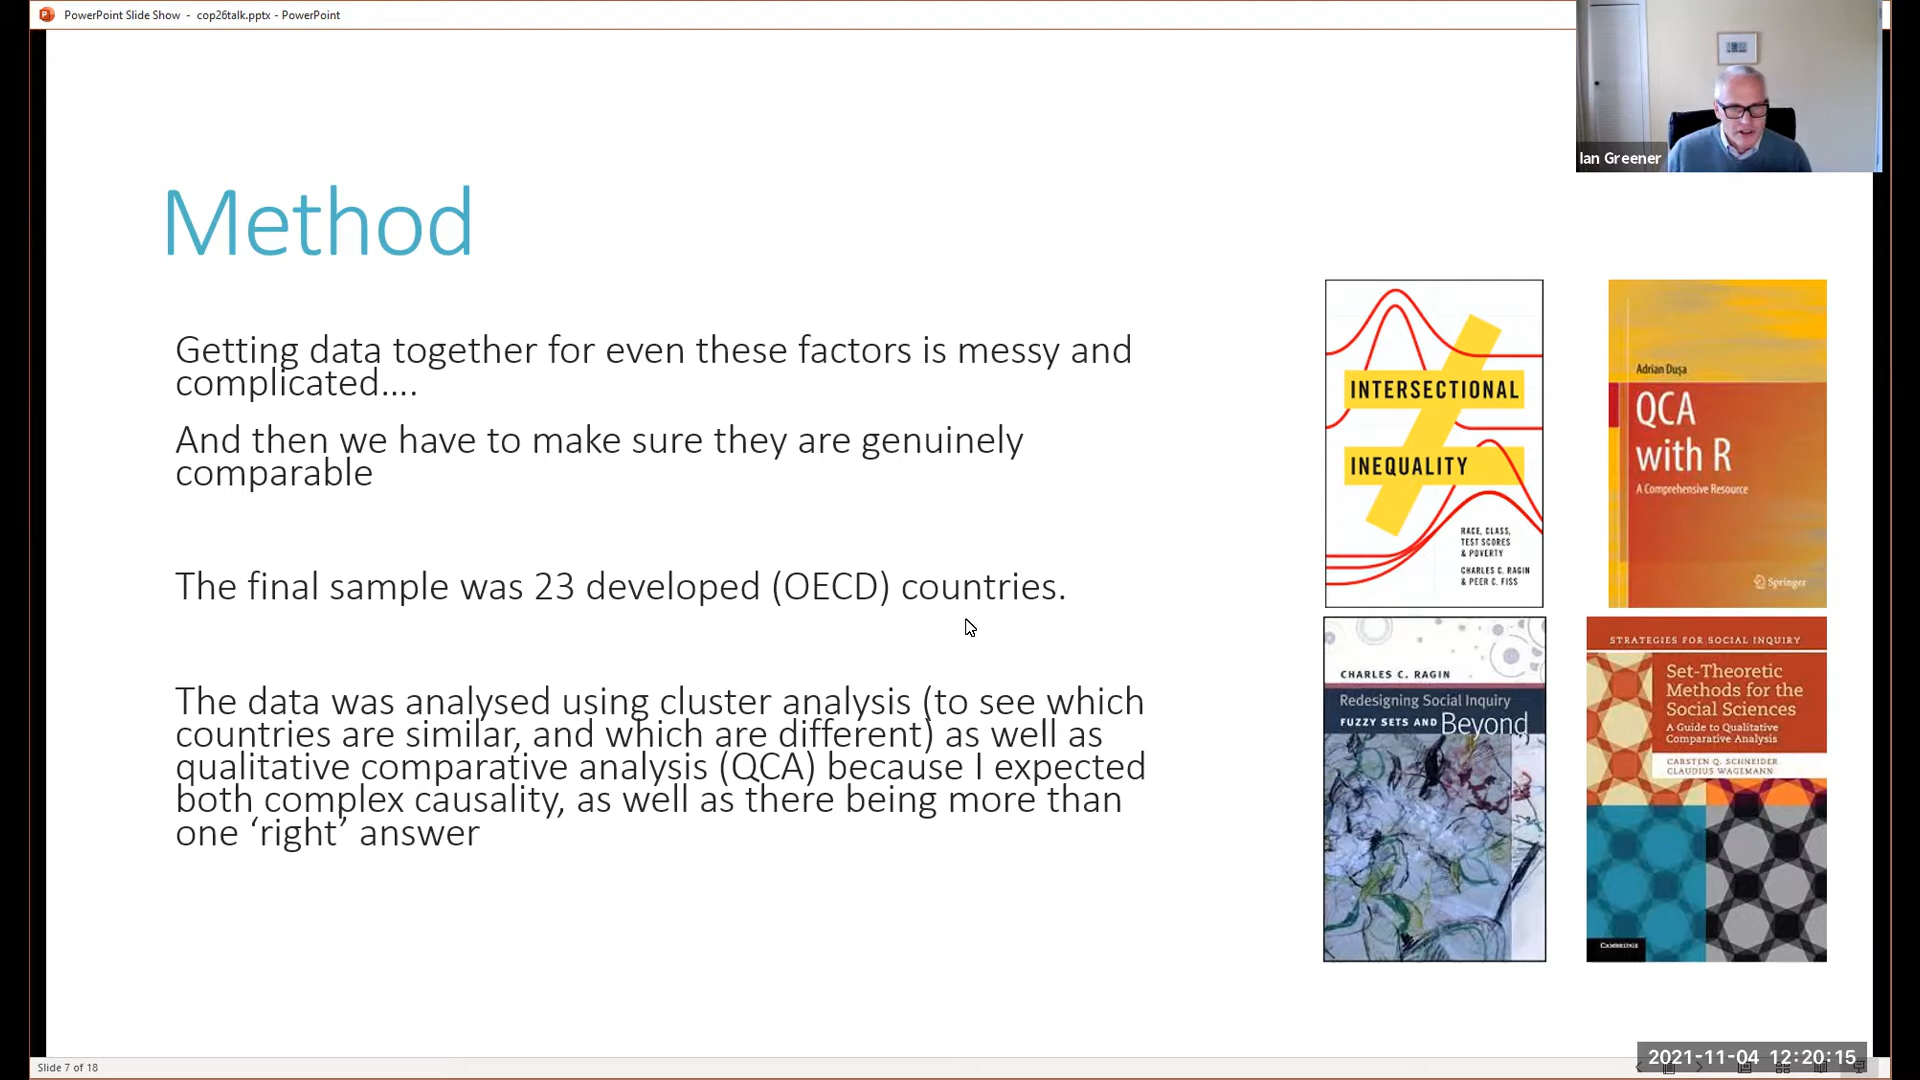 PowerPoint Slide Show - cop26talk.pptx - PowerPoint
Ian Greener
Method
Getting data together for even these factors is messy and
complicated....
And then we have to make sure they are genuinely
comparable
The final sample was 23 developed (OECD) countries.
The data was analysed using cluster analysis (to see which
countries are similar, and which are different) as well as
qualitative comparative analysis (QCA) because I expected
both complex causality, as well as there being more than
one ‘right’ answer
INTERSECTIONAL
INEQUALITY
RACE, CLASS,
TEST SCORES
& POVERTY
CHARLES C. RAGIN
& PEER C. FISS
Adrian Duşa
QCA
with R
A Comprehensive Resource
Springer
CHARLES C. RAGIN
Redesigning Social Inquiry
FUZZY SETS AND Beyond
STRATEGIES FOR SOCIAL INQUIRY
Set-Theoretic
Methods for the
Social Sciences
A Guide to Qualitative
Comparative Analysis
CARSTEN Q. SCHNEIDER
CLAUDIUS WAGEMANN
CAMBRIDGE
Slide 7 of 18
2021-11-04 12:20:15